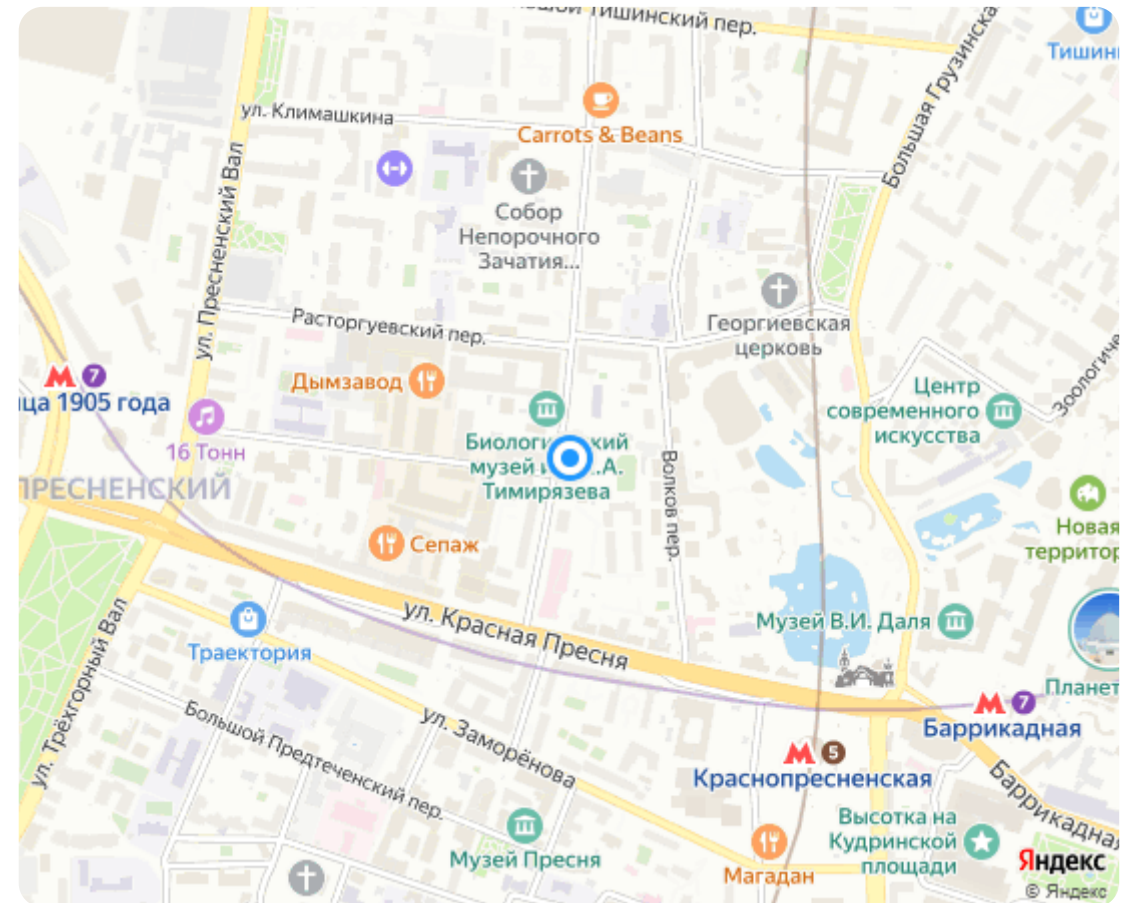 Тишинский пер.
Большая Грузинская
Тишин
ул. Климашкина
Carrots & Beans
ул. Пресненский Вал
Собор
Непорочного
Зачатия...
Расторгуевский пер.
Георгиевская
церковь
Зоологиче
7
ица 1905 года
Дымзавод
16 Тонн
Центр
современного
искусства
Биологи ский
музей и .А.
Тимирязева
Волков пер.
ПРЕСНЕНСКИЙ
Сепаж
Новая
территор
ул. Красная Пресня
Музей В.И. Даля
Траектория
ул. Трёхгорный Вал
Планет
7
Баррикадная
Большой Предтеченский пер.
ул. Заморёнова
5
Краснопресненская
Баррикадная
Высотка на
Кудринской
площади
Музей Пресня
Магадан
Яндекс
© Яндекс